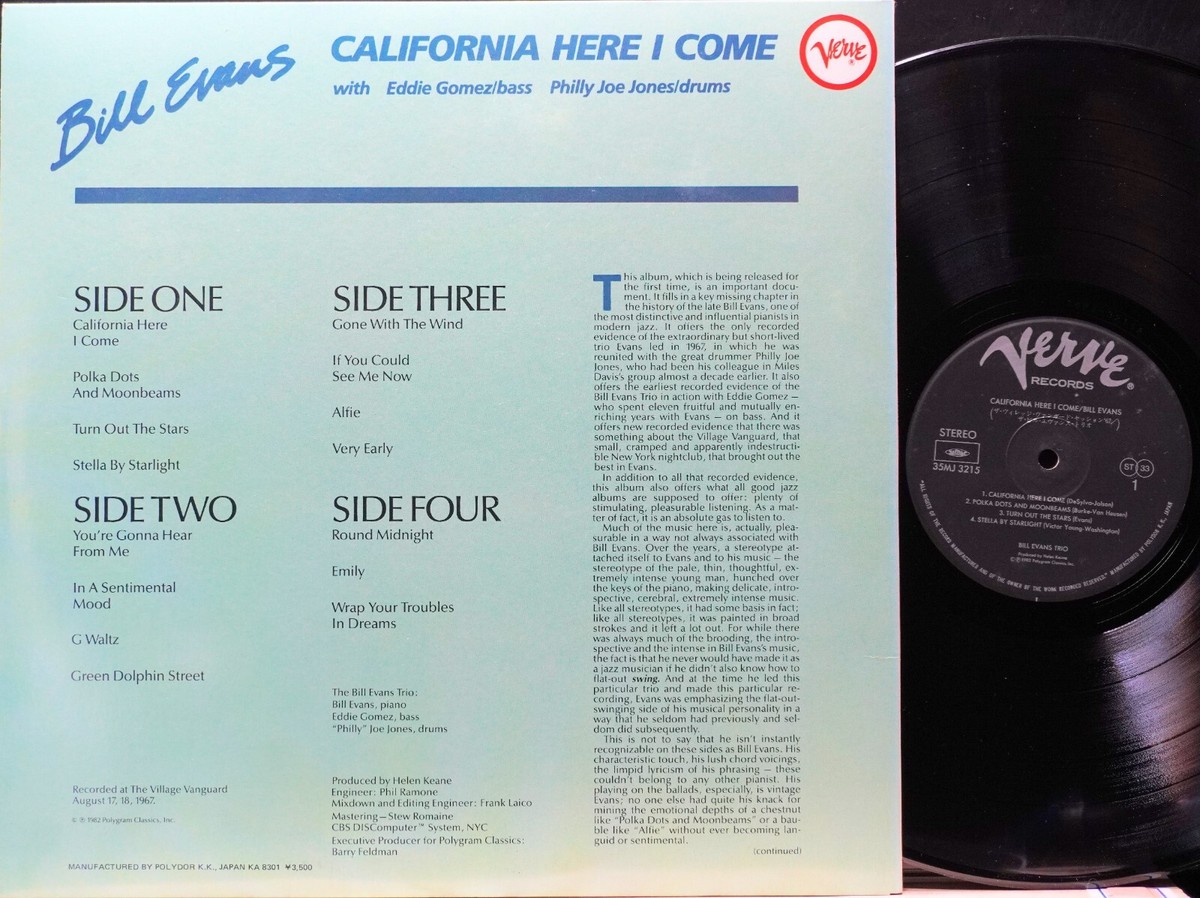 Bill Evans
CALIFORNIA HERE I COME
with Eddie Gomez/bass Philly Joe Jones/drums
Verve
SIDE ONE
California Here
I Come
Polka Dots
And Moonbeams
Turn Out The Stars
Stella By Starlight
SIDE TWO
You're Gonna Hear
From Me
In A Sentimental
Mood
G Waltz
Green Dolphin Street
Recorded at The Village Vanguard
August 17, 18, 1967.
© ℗ 1982 Polygram Classics, Inc.
MANUFACTURED BY POLYDOR K.K., JAPAN KA 8301 ¥3,500
SIDE THREE
Gone With The Wind
If You Could
See Me Now
Alfie
Very Early
SIDE FOUR
Round Midnight
Emily
Wrap Your Troubles
In Dreams
The Bill Evans Trio:
Bill Evans, piano
Eddie Gomez, bass
"Philly" Joe Jones, drums
Produced by Helen Keane
Engineer: Phil Ramone
Mixdown and Editing Engineer: Frank Laico
Mastering—Stew Romaine
CBS DISComputer™ System, NYC
Executive Producer for Polygram Classics:
Barry Feldman
This album, which is being released for
the first time, is an important docu-
ment. It fills in a key missing chapter in
the history of the late Bill Evans, one of
the most distinctive and influential pianists in
modern jazz. It offers the only recorded
evidence of the extraordinary but short-lived
trio Evans led in 1967, in which he was
reunited with the great drummer Philly Joe
Jones, who had been his colleague in Miles
Davis's group almost a decade earlier. It also
offers the earliest recorded evidence of the
Bill Evans Trio in action with Eddie Gomez —
who spent eleven fruitful and mutually en-
riching years with Evans — on bass. And it
offers new recorded evidence that there was
something about the Village Vanguard, that
small, cramped and apparently indestructi-
ble New York nightclub, that brought out the
best in Evans.
In addition to all that recorded evidence,
this album also offers what all good jazz
albums are supposed to offer: plenty of
stimulating, pleasurable listening. As a mat-
ter of fact, it is an absolute gas to listen to.
Much of the music here is, actually, plea-
surable in a way not always associated with
Bill Evans. Over the years, a stereotype at-
tached itself to Evans and to his music — the
stereotype of the pale, thin, thoughtful, ex-
tremely intense young man, hunched over
the keys of the piano, making delicate, intro-
spective, cerebral, extremely intense music.
Like all stereotypes, it had some basis in fact;
like all stereotypes, it was painted in broad
strokes and it left a lot out. For while there
was always much of the brooding, the intro-
spective and the intense in Bill Evans's music,
the fact is that he never would have made it as
a jazz musician if he didn't also know how to
flat-out swing. And at the time he led this
particular trio and made this particular re-
cording, Evans was emphasizing the flat-out-
swinging side of his musical personality in a
way that he seldom had previously and sel-
dom did subsequently.
This is not to say that he isn't instantly
recognizable on these sides as Bill Evans. His
characteristic touch, his lush chord voicings,
the limpid lyricism of his phrasing — these
couldn't belong to any other pianist. His
playing on the ballads, especially, is vintage
Evans; no one else had quite his knack for
mining the emotional depths of a chestnut
like "Polka Dots and Moonbeams" or a bau-
ble like "Alfie" without ever becoming lan-
guid or sentimental.
(continued)
Verve
RECORDS
CALIFORNIA HERE I COME/BILL EVANS
STEREO
35MJ 3215
ST 33
1
1. CALIFORNIA HERE I COME (DeSylva-Jolson)
2. POLKA DOTS AND MOONBEAMS (Burke-Van Heusen)
3. TURN OUT THE STARS (Evans)
4. STELLA BY STARLIGHT (Victor Young-Washington)
BILL EVANS TRIO
Produced by Helen Keane